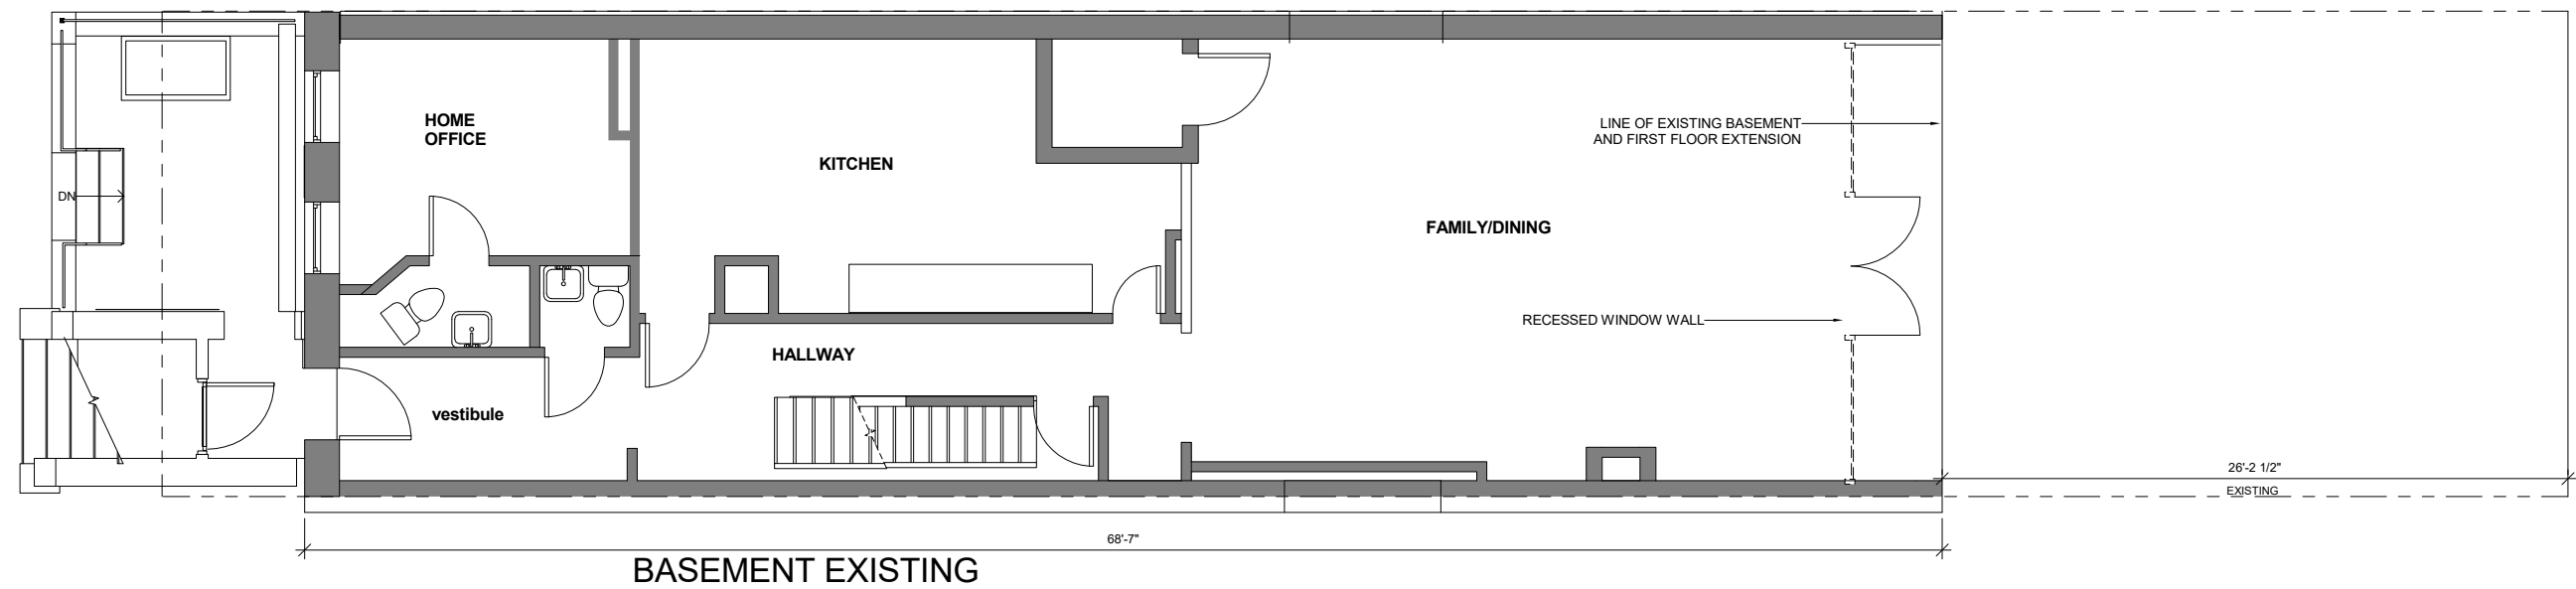 HOME
OFFICE
KITCHEN
LINE OF EXISTING BASEMENT
AND FIRST FLOOR EXTENSION
DN
FAMILY/DINING
RECESSED WINDOW WALL
HALLWAY
vestibule
26'-2 1/2"
EXISTING
68'-7"
BASEMENT EXISTING